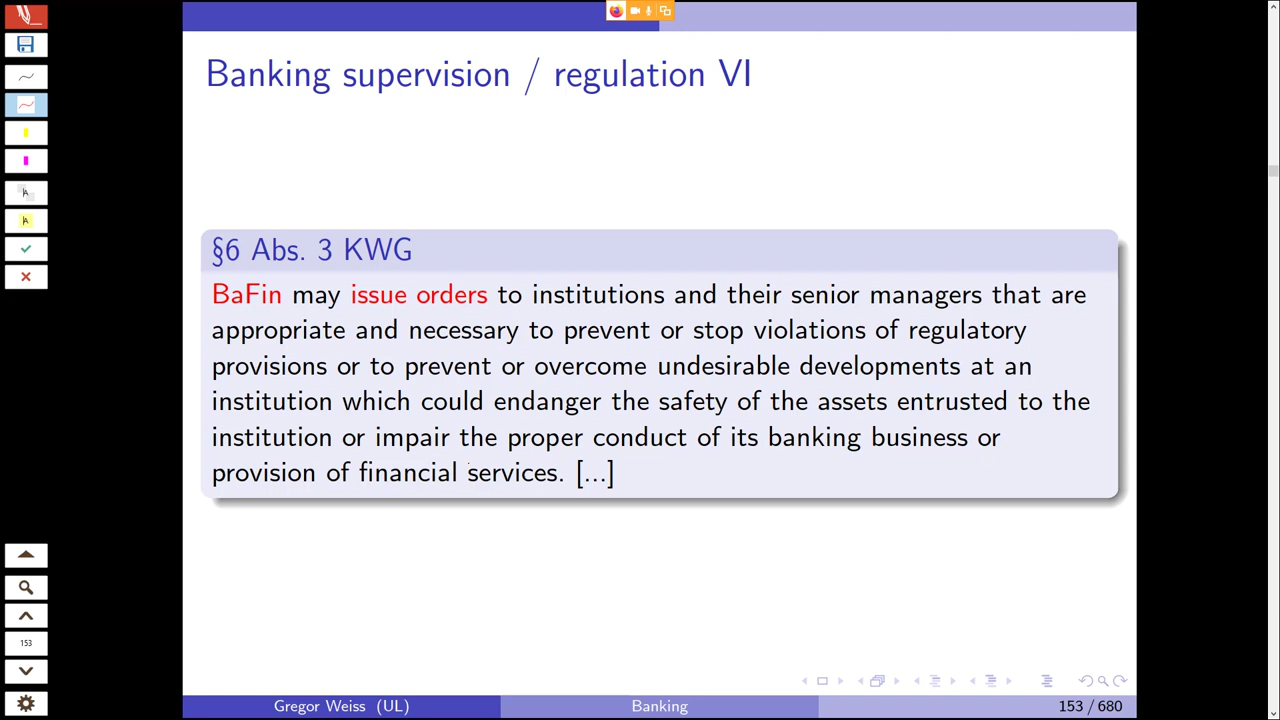 Banking supervision / regulation VI
§6 Abs. 3 KWG
BaFin may issue orders to institutions and their senior managers that are
appropriate and necessary to prevent or stop violations of regulatory
provisions or to prevent or overcome undesirable developments at an
institution which could endanger the safety of the assets entrusted to the
institution or impair the proper conduct of its banking business or
provision of financial services. [...]
153
Gregor Weiss (UL) Banking 153 / 680